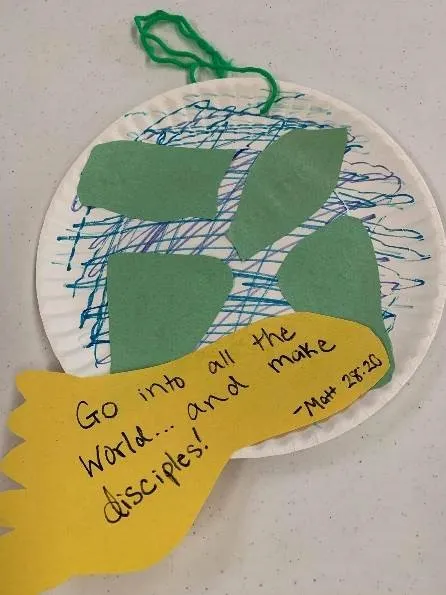 Go into all the
World... and make
disciples!
-Matt 28:20